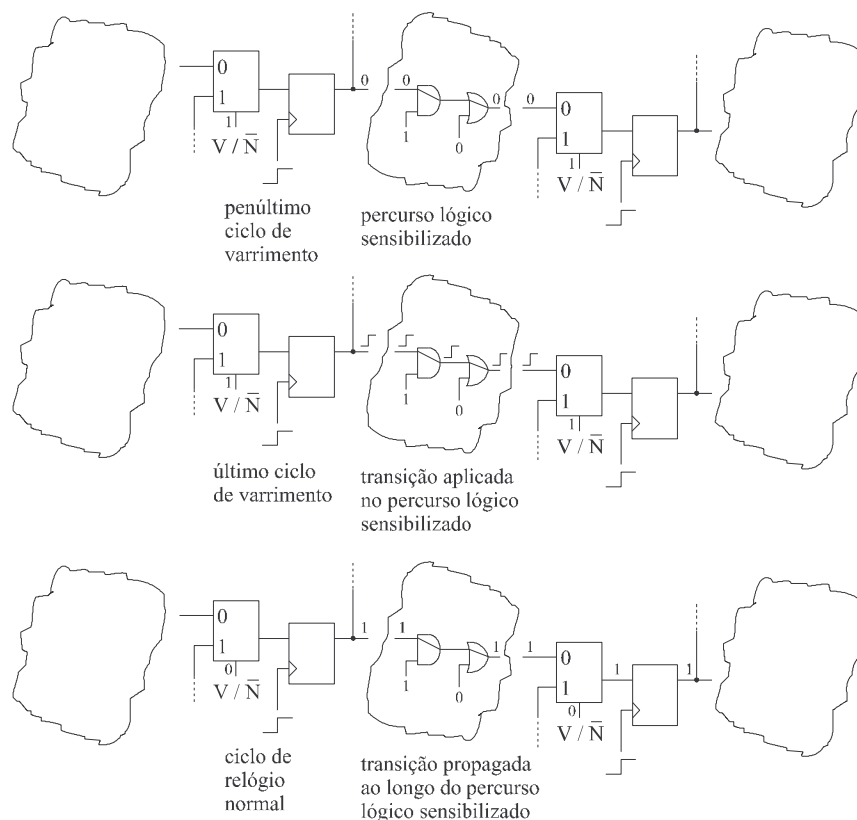 0 0 0 0 0
1 1
1 1 0 1
V / N̅ V / N̅
penúltimo
ciclo de
varrimento
percurso lógico
sensibilizado
0 0
1 1
1 1 0 1
V / N̅ V / N̅
último ciclo
de varrimento
transição aplicada
no percurso lógico
sensibilizado
0 1 1 1 1 0
1 1 1 1
0 1 0 0
V / N̅ V / N̅
ciclo de
relógio
normal
transição propagada
ao longo do percurso
lógico sensibilizado